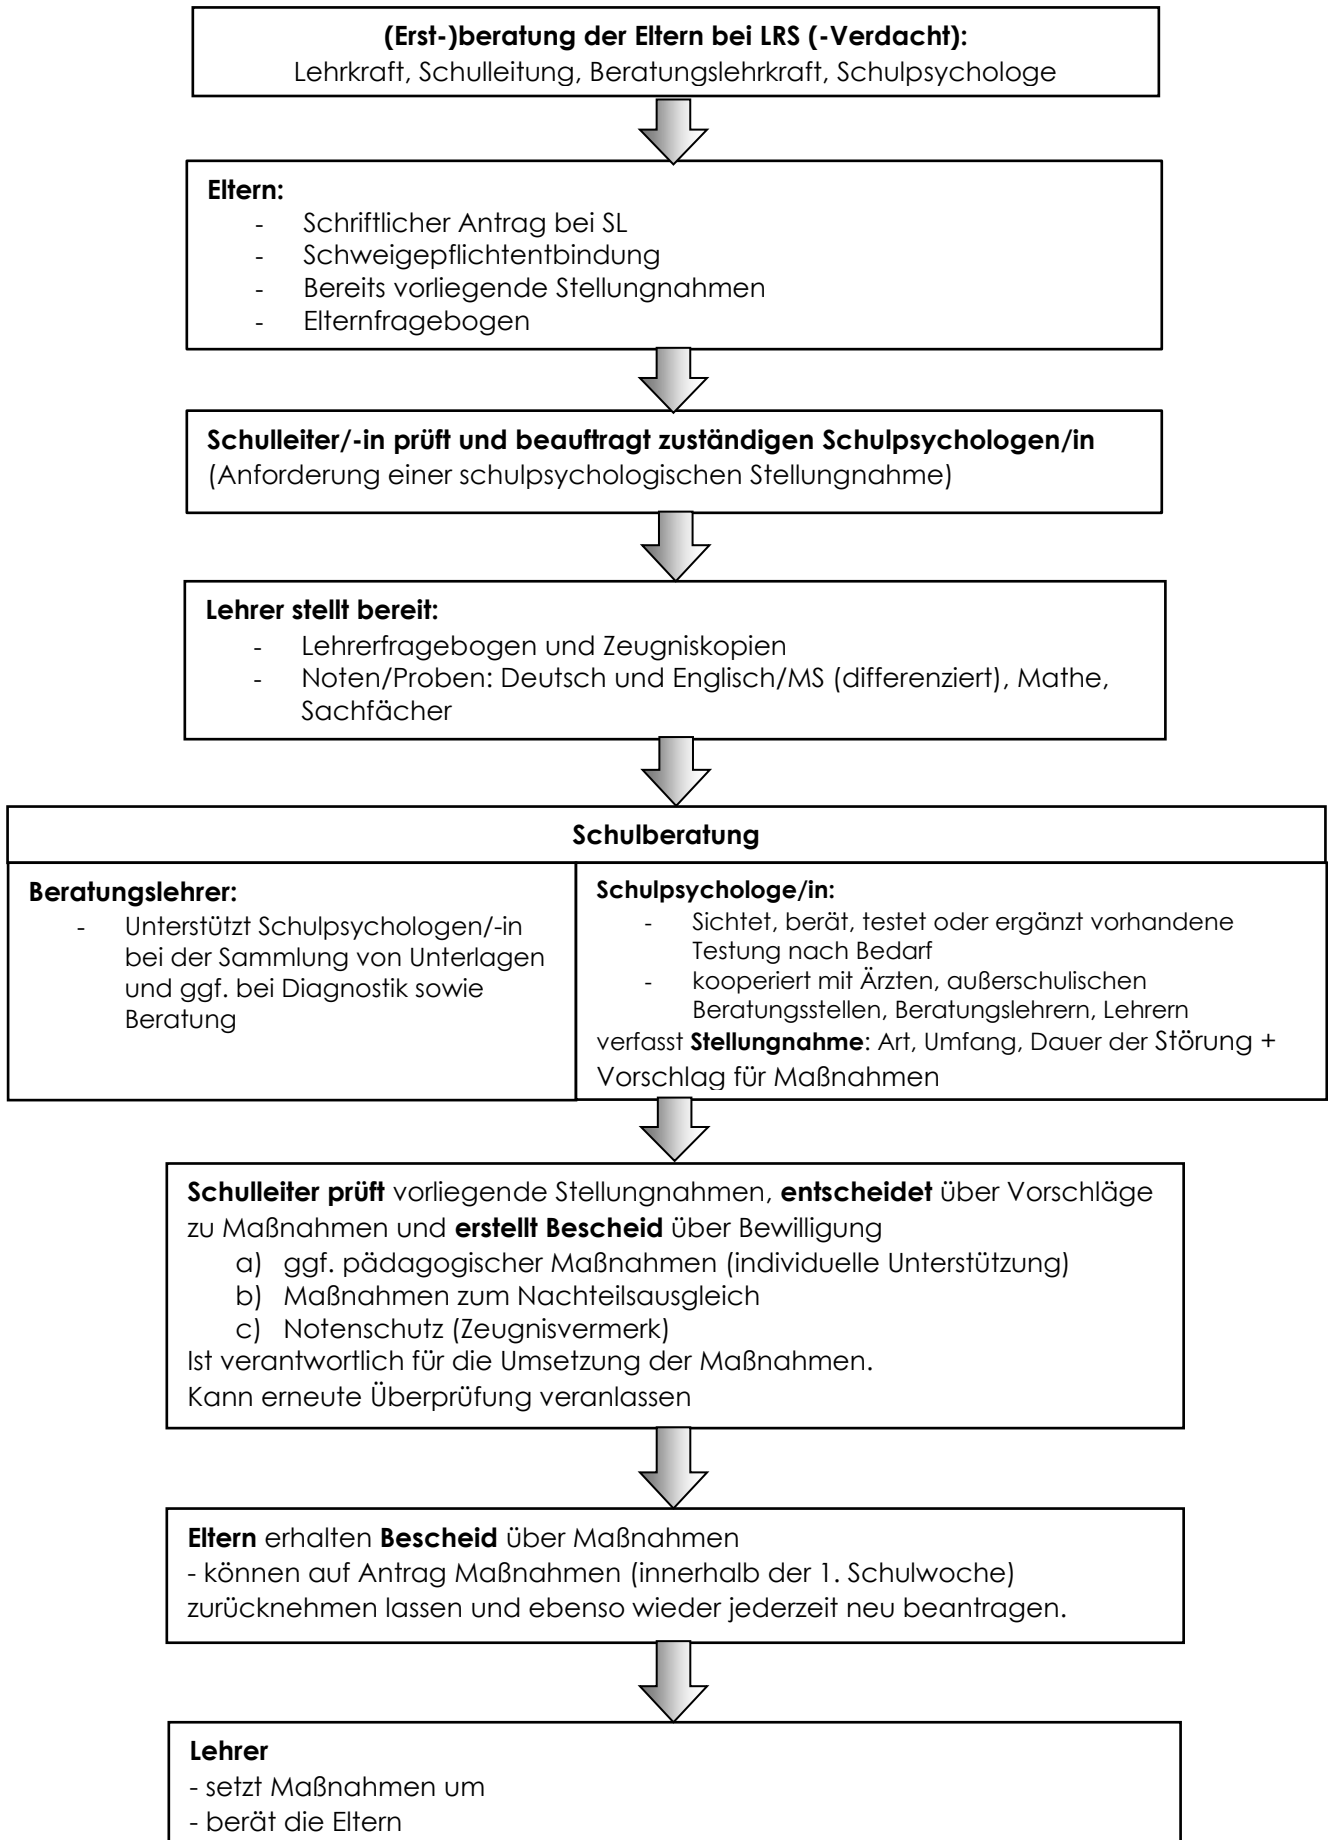 (Erst-)beratung der Eltern bei LRS (-Verdacht):
Lehrkraft, Schulleitung, Beratungslehrkraft, Schulpsychologe
Eltern:
- Schriftlicher Antrag bei SL
- Schweigepflichtentbindung
- Bereits vorliegende Stellungnahmen
- Elternfragebogen
Schulleiter/-in prüft und beauftragt zuständigen Schulpsychologen/in
(Anforderung einer schulpsychologischen Stellungnahme)
Lehrer stellt bereit:
- Lehrerfragebogen und Zeugniskopien
- Noten/Proben: Deutsch und Englisch/MS (differenziert), Mathe,
Sachfächer
Schulberatung
Beratungslehrer:
- Unterstützt Schulpsychologen/-in
bei der Sammlung von Unterlagen
und ggf. bei Diagnostik sowie
Beratung
Schulpsychologe/in:
- Sichtet, berät, testet oder ergänzt vorhandene
Testung nach Bedarf
- kooperiert mit Ärzten, außerschulischen
Beratungsstellen, Beratungslehrern, Lehrern
verfasst Stellungnahme: Art, Umfang, Dauer der Störung +
Vorschlag für Maßnahmen
Schulleiter prüft vorliegende Stellungnahmen, entscheidet über Vorschläge
zu Maßnahmen und erstellt Bescheid über Bewilligung
a) ggf. pädagogischer Maßnahmen (individuelle Unterstützung)
b) Maßnahmen zum Nachteilsausgleich
c) Notenschutz (Zeugnisvermerk)
Ist verantwortlich für die Umsetzung der Maßnahmen.
Kann erneute Überprüfung veranlassen
Eltern erhalten Bescheid über Maßnahmen
- können auf Antrag Maßnahmen (innerhalb der 1. Schulwoche)
zurücknehmen lassen und ebenso wieder jederzeit neu beantragen.
Lehrer
- setzt Maßnahmen um
- berät die Eltern